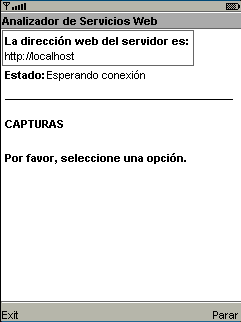 Analizador de Servicios Web
La dirección web del servidor es:
http://localhost
Estado: Esperando conexión
CAPTURAS
Por favor, seleccione una opción.
Exit Parar